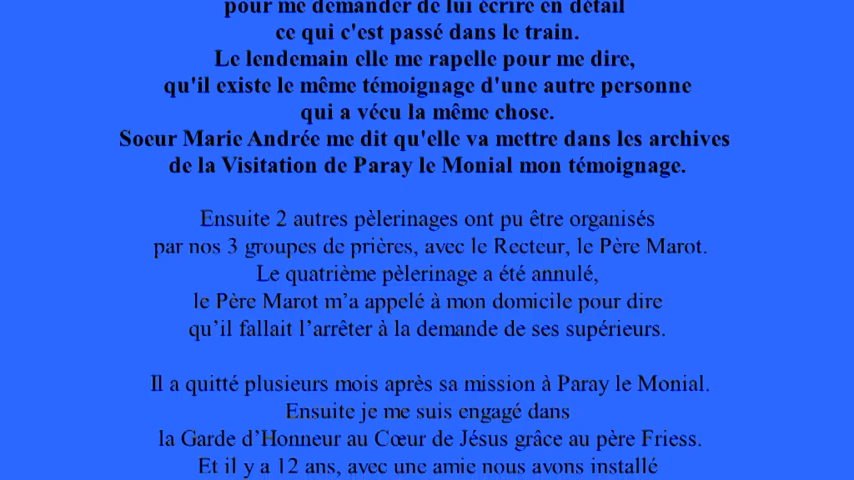 pour me demander de lui écrire en détail
ce qui c'est passé dans le train.
Le lendemain elle me rapelle pour me dire,
qu'il existe le même témoignage d'une autre personne
qui a vécu la même chose.
Soeur Marie Andrée me dit qu'elle va mettre dans les archives
de la Visitation de Paray le Monial mon témoignage.
Ensuite 2 autres pèlerinages ont pu être organisés
par nos 3 groupes de prières, avec le Recteur, le Père Marot.
Le quatrième pèlerinage a été annulé,
le Père Marot m’a appelé à mon domicile pour dire
qu’il fallait l’arrêter à la demande de ses supérieurs.
Il a quitté plusieurs mois après sa mission à Paray le Monial.
Ensuite je me suis engagé dans
la Garde d’Honneur au Cœur de Jésus grâce au père Friess.
Et il y a 12 ans, avec une amie nous avons installé